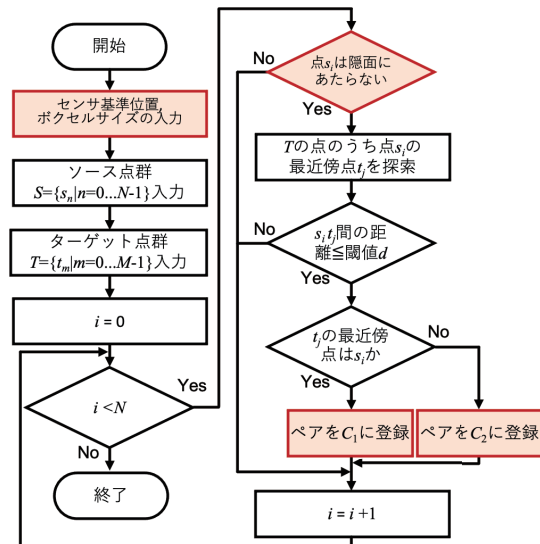 開始
センサ基準位置,
ボクセルサイズの入力
ソース点群
S={sn|n=0...N-1}入力
ターゲット点群
T={tm|m=0...M-1}入力
i = 0
i <N
Yes
No
終了
点siは隠面に
あたらない
No
Yes
Tの点のうち点siの
最近傍点tjを探索
si tj間の距
離≦閾値d
No
Yes
tjの最近傍
点はsiか
No
Yes
ペアをC1に登録
ペアをC2に登録
i = i +1